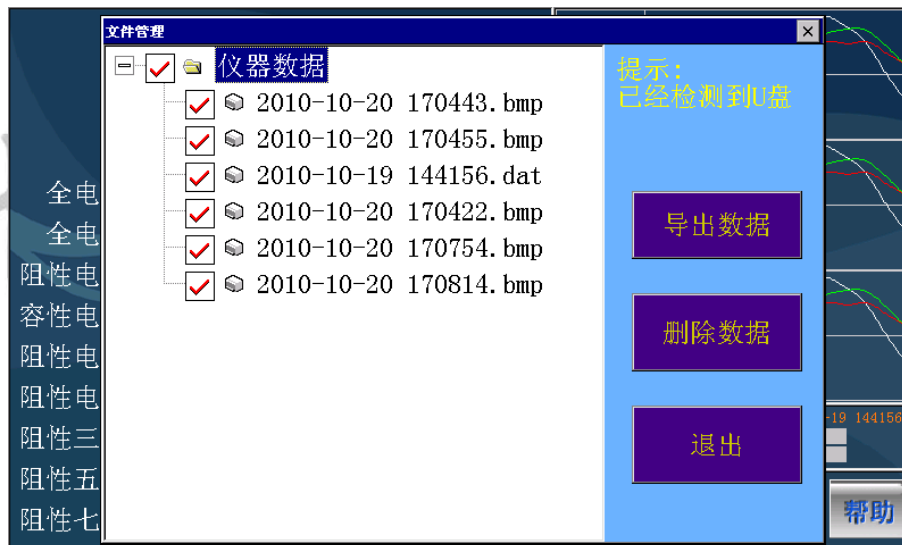 文件管理
仪器数据
2010-10-20 170443.bmp
2010-10-20 170455.bmp
2010-10-19 144156.dat
2010-10-20 170422.bmp
2010-10-20 170754.bmp
2010-10-20 170814.bmp
提示:
已经检测到U盘
导出数据
删除数据
退出
全电
全电
阻性电
容性电
阻性电
阻性电
阻性三
阻性五
阻性七
-19 144156
帮助